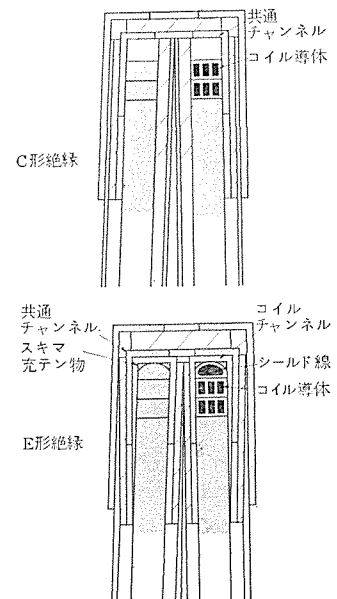 共通
チャンネル
コイル導体
C形絶縁
共通
チャンネル.
スキマ
充テン物
コイル
チャンネル
シールド線
コイル導体
E形絶縁